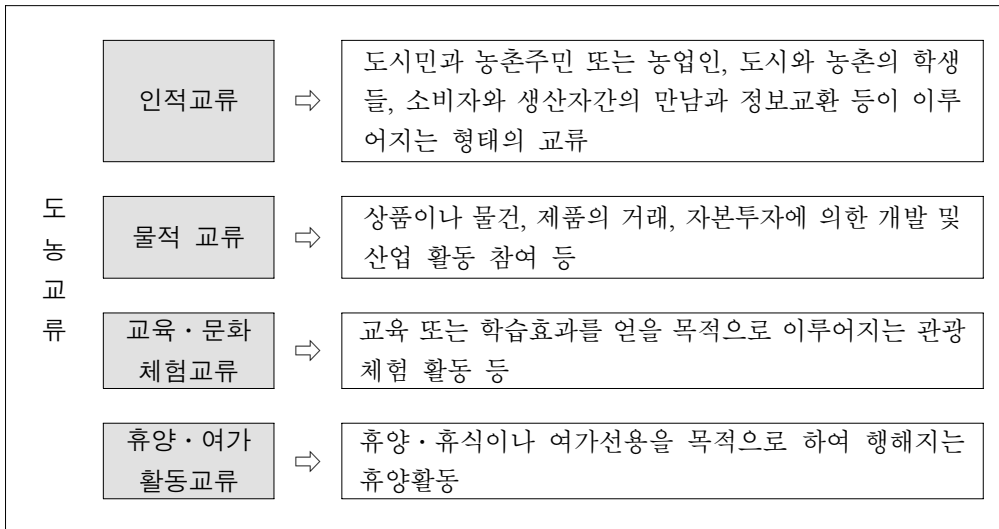 도농교류
인적교류
⇨
도시민과 농촌주민 또는 농업인, 도시와 농촌의 학생
들, 소비자와 생산자간의 만남과 정보교환 등이 이루
어지는 형태의 교류
물적 교류
⇨
상품이나 물건, 제품의 거래, 자본투자에 의한 개발 및
산업 활동 참여 등
교육・문화
체험교류
⇨
교육 또는 학습효과를 얻을 목적으로 이루어지는 관광
체험 활동 등
휴양・여가
활동교류
⇨
휴양・휴식이나 여가선용을 목적으로 하여 행해지는
휴양활동